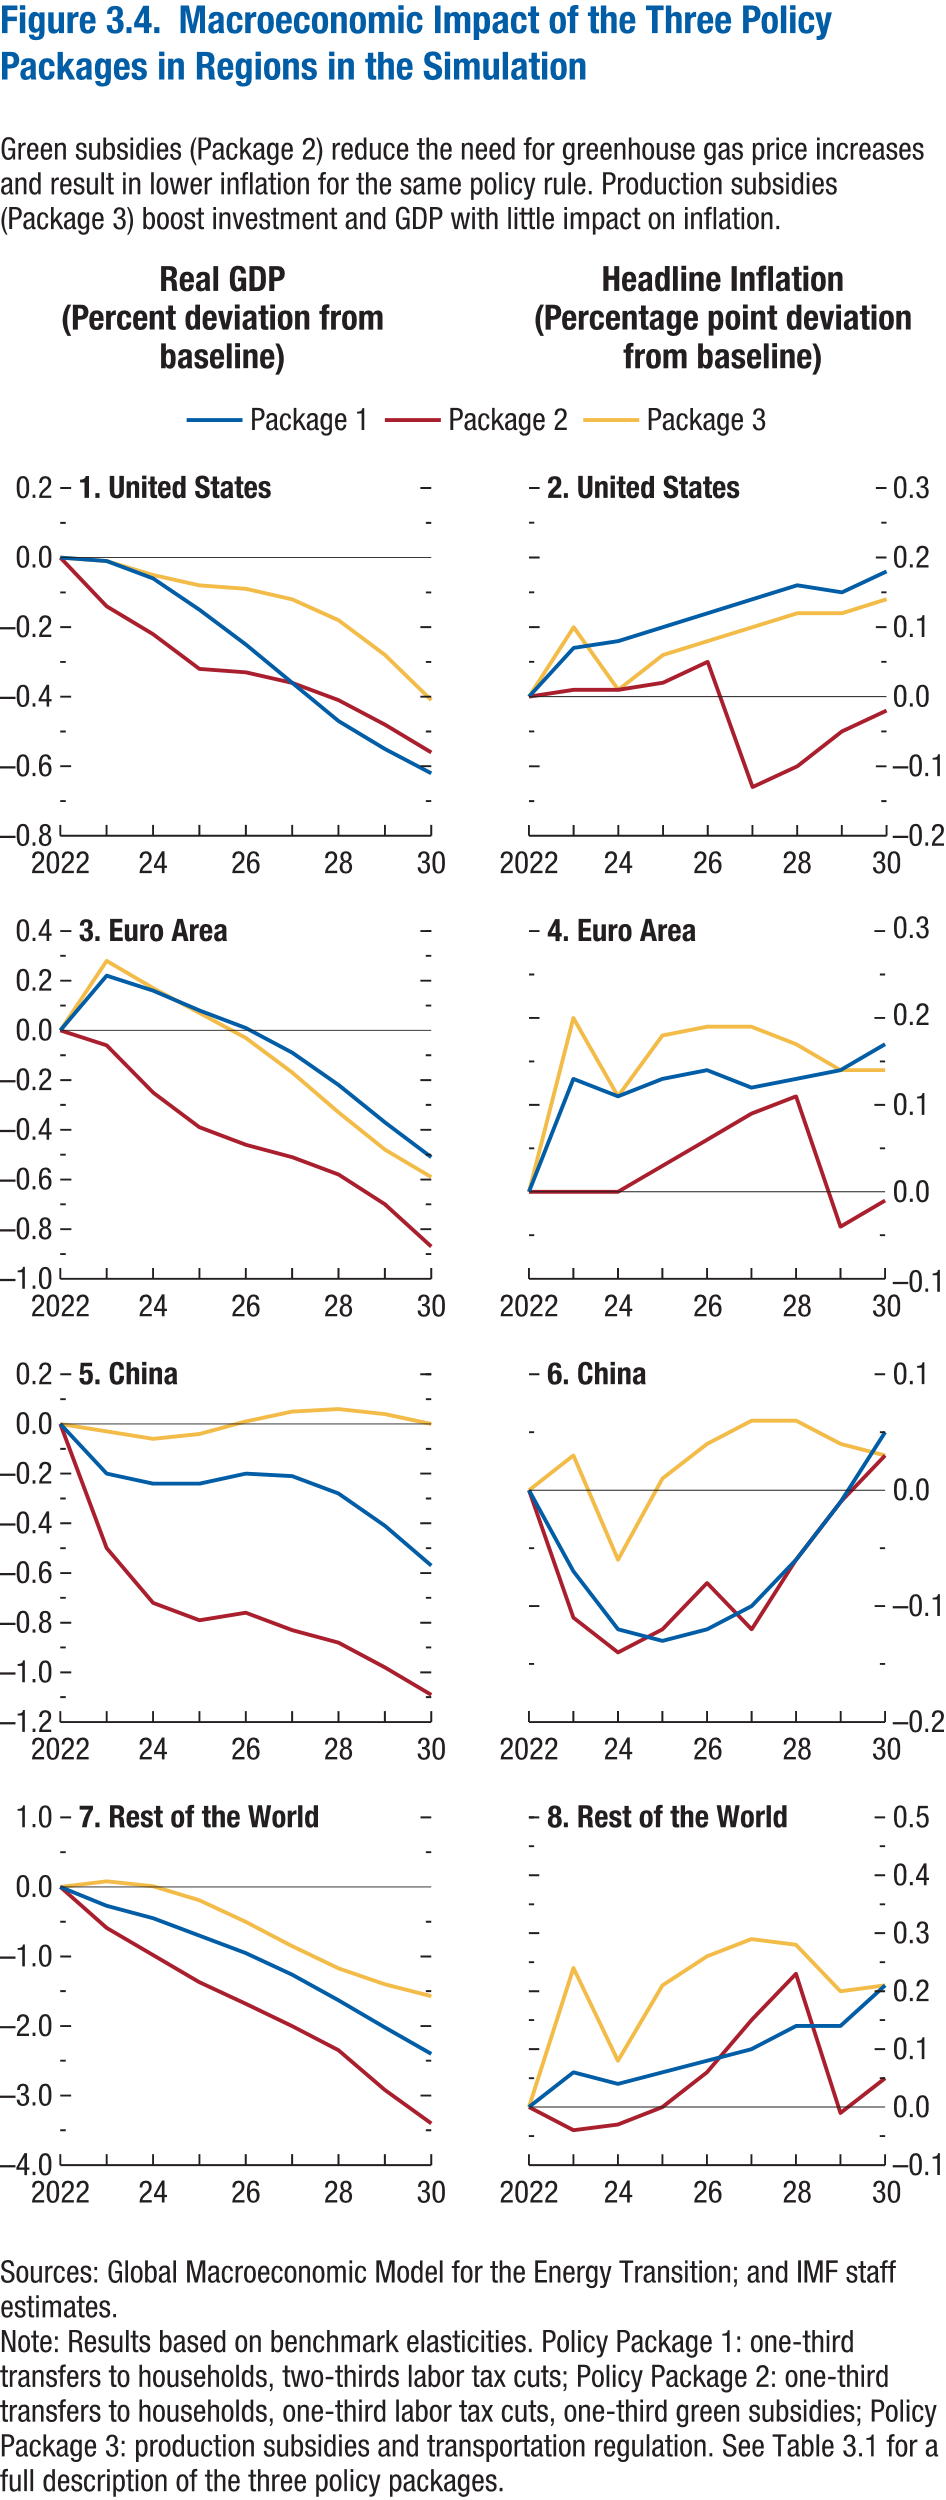 Figure 3.4.  Macroeconomic Impact of the Three Policy
Packages in Regions in the Simulation
Green subsidies (Package 2) reduce the need for greenhouse gas price increases
and result in lower inflation for the same policy rule. Production subsidies
(Package 3) boost investment and GDP with little impact on inflation.
Real GDP
(Percent deviation from
baseline)
Headline Inflation
(Percentage point deviation
from baseline)
Package 1 Package 2 Package 3
1. United States
0.2
0.0
–0.2
–0.4
–0.6
–0.8
2022 24 26 28 30
2. United States
0.3
0.2
0.1
0.0
–0.1
–0.2
2022 24 26 28 30
3. Euro Area
0.4
0.2
0.0
–0.2
–0.4
–0.6
–0.8
–1.0
2022 24 26 28 30
4. Euro Area
0.3
0.2
0.1
0.0
–0.1
2022 24 26 28 30
5. China
0.2
0.0
–0.2
–0.4
–0.6
–0.8
–1.0
–1.2
2022 24 26 28 30
6. China
0.1
0.0
–0.1
–0.2
2022 24 26 28 30
7. Rest of the World
1.0
0.0
–1.0
–2.0
–3.0
–4.0
2022 24 26 28 30
8. Rest of the World
0.5
0.4
0.3
0.2
0.1
0.0
–0.1
2022 24 26 28 30
Sources: Global Macroeconomic Model for the Energy Transition; and IMF staff
estimates.
Note: Results based on benchmark elasticities. Policy Package 1: one-third
transfers to households, two-thirds labor tax cuts; Policy Package 2: one-third
transfers to households, one-third labor tax cuts, one-third green subsidies; Policy
Package 3: production subsidies and transportation regulation. See Table 3.1 for a
full description of the three policy packages.